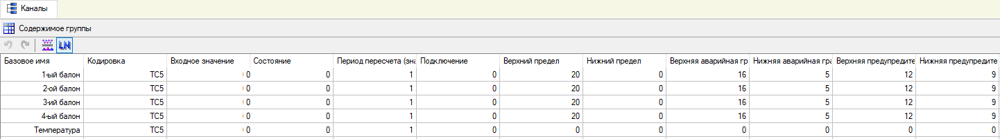 Каналы
Содержимое группы
LN
Базовое имя Кодировка Входное значение Состояние Период пересчета (зна Подключение Верхний предел Нижний предел Верхняя аварийная гр Нижняя аварийная гра Верхняя предупредите Нижняя предупредите
1-ый балон TC5 0 0 1 0 20 0 16 5 12 9
2-ой балон TC5 0 0 1 0 20 0 16 5 12 9
3-ий балон TC5 0 0 1 0 20 0 16 5 12 9
4-ый балон TC5 0 0 1 0 20 0 16 5 12 9
Температура TC5 0 0 1 0 0 0 0 0 0 0